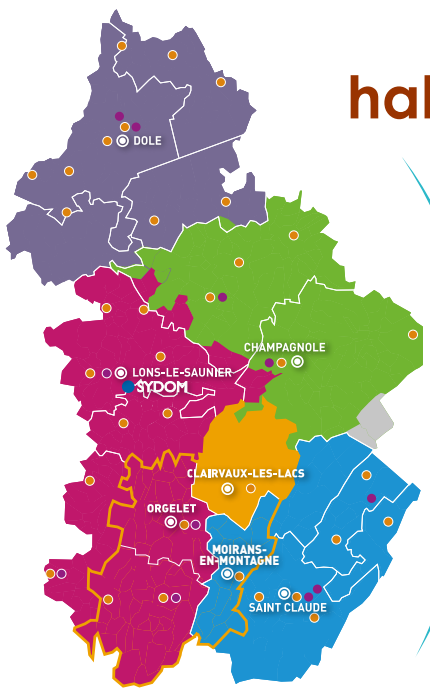 hal
DOLE
CHAMPAGNOLE
LONS-LE-SAUNIER
SYDOM
CLAIRVAUX-LES-LACS
ORGELET
MOIRANS-
EN-MONTAGNE
SAINT CLAUDE